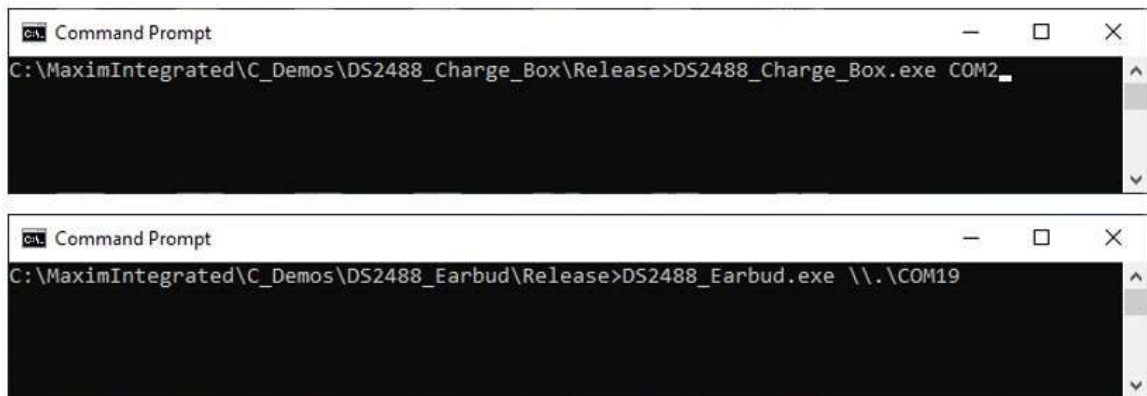 Command Prompt
C:\MaximIntegrated\C_Demos\DS2488_Charge_Box\Release>DS2488_Charge_Box.exe COM2
Command Prompt
C:\MaximIntegrated\C_Demos\DS2488_Earbud\Release>DS2488_Earbud.exe \\.\COM19